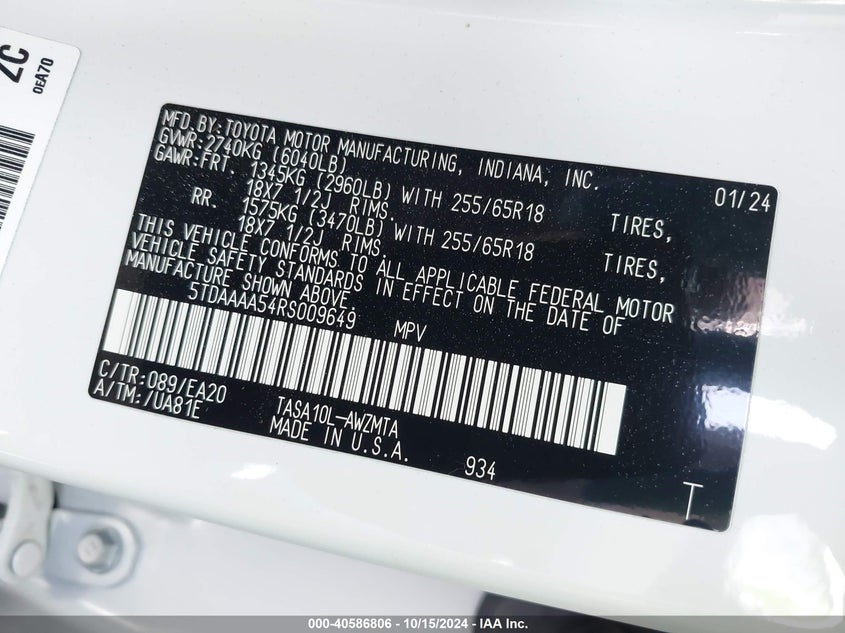 ZC
0EA70
MFD.BY:TOYOTA MOTOR MANUFACTURING, INDIANA, INC. 01/24
GVWR:2740KG (6040LB)
GAWR:FRT. 1345KG (2960LB) WITH 255/65R18 TIRES,
18X7 1/2J RIMS.
RR. 1575KG (3470LB) WITH 255/65R18 TIRES,
18X7 1/2J RIMS.
THIS VEHICLE CONFORMS TO ALL APPLICABLE FEDERAL MOTOR
VEHICLE SAFETY STANDARDS IN EFFECT ON THE DATE OF
MANUFACTURE SHOWN ABOVE.
5TDAAAA54RS009649 MPV
C/TR:089/EA20 TASA10L-AWZMTA
A/TM:/UA81E MADE IN U.S.A. 934
T
000-40586806 - 10/15/2024 - IAA Inc.